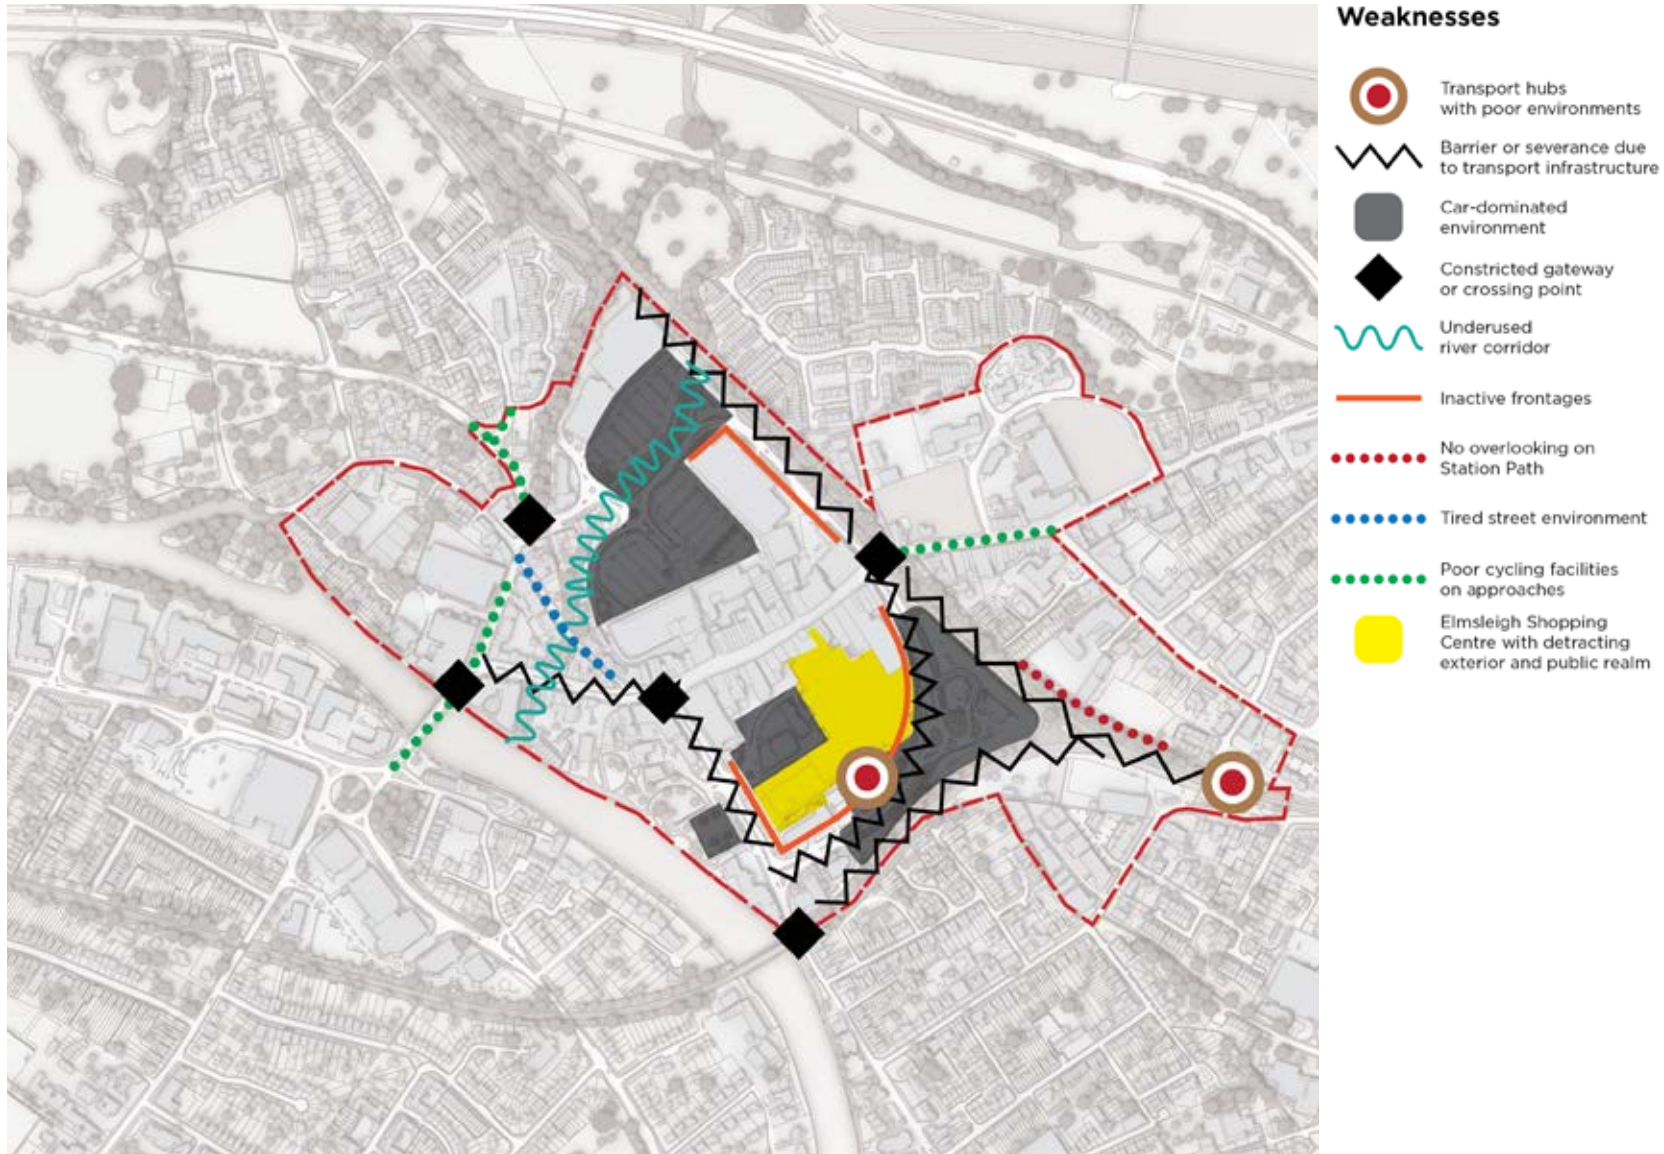 Weaknesses
Transport hubs
with poor environments
Barrier or severance due
to transport infrastructure
Car-dominated
environment
Constricted gateway
or crossing point
Underused
river corridor
Inactive frontages
No overlooking on
Station Path
Tired street environment
Poor cycling facilities
on approaches
Elmsleigh Shopping
Centre with detracting
exterior and public realm